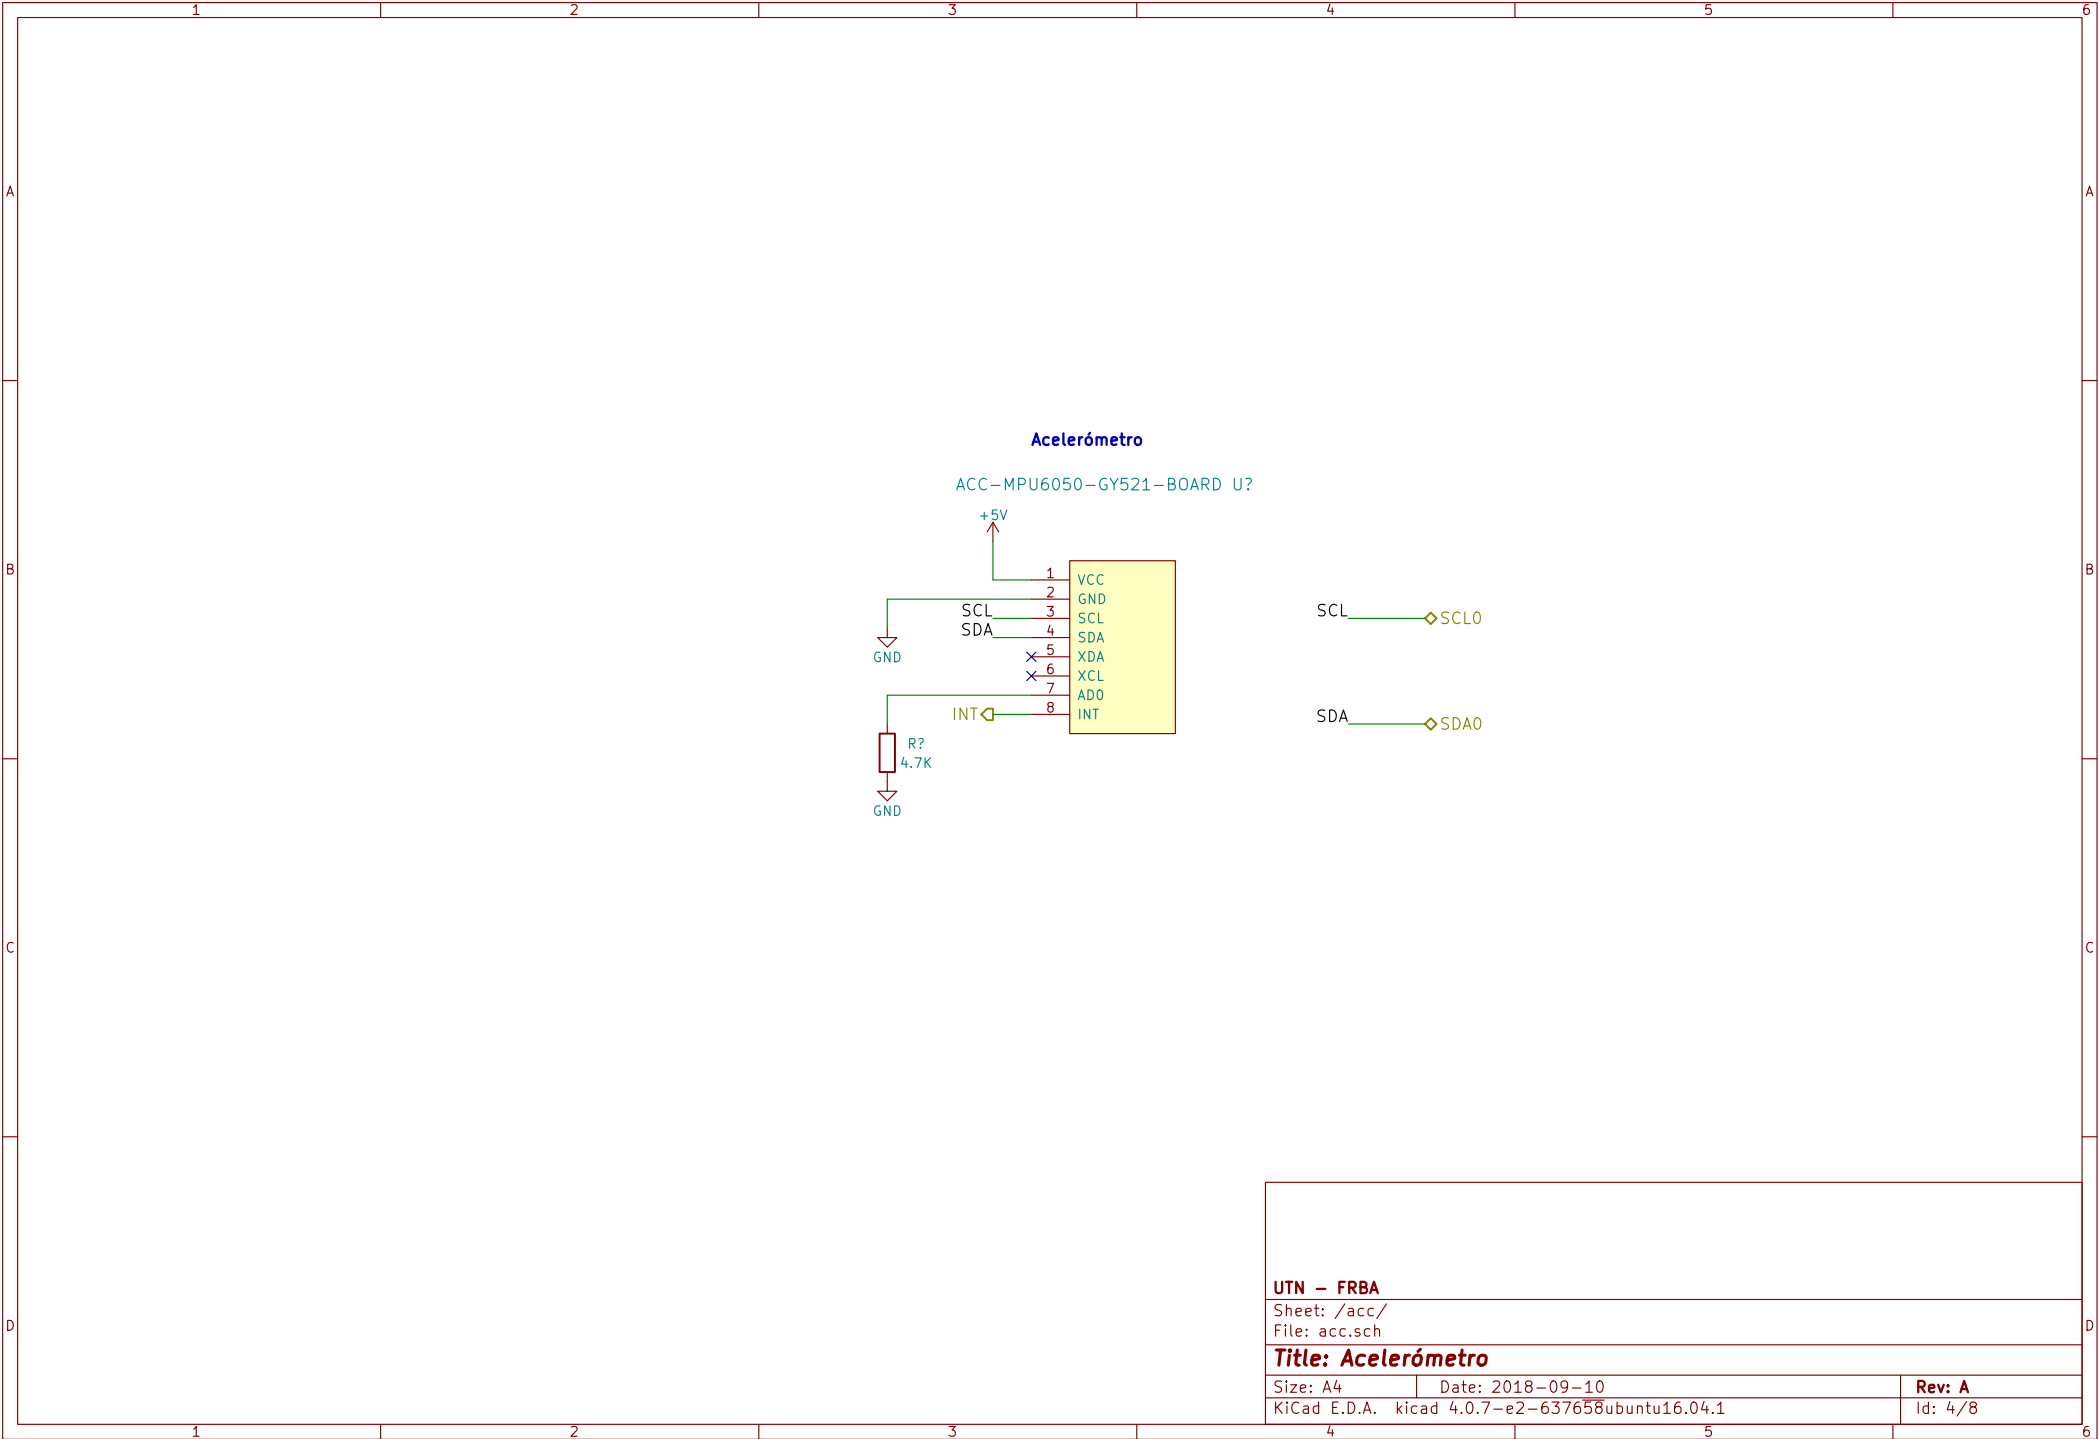 1 2 3 4 5 6
A A
Acelerómetro
ACC-MPU6050-GY521-BOARD U?
+5V
B B
1 VCC
2 GND
SCL 3 SCL
SDA 4 SDA
5 XDA
6 XCL
7 AD0
INT 8 INT
GND
R?
4.7K
GND
SCL SCL0
SDA SDA0
C C
UTN - FRBA
Sheet: /acc/
File: acc.sch
D D
Title: Acelerómetro
Size: A4 Date: 2018-09-10 Rev: A
KiCad E.D.A. kicad 4.0.7-e2-637658ubuntu16.04.1 Id: 4/8
1 2 3 4 5 6